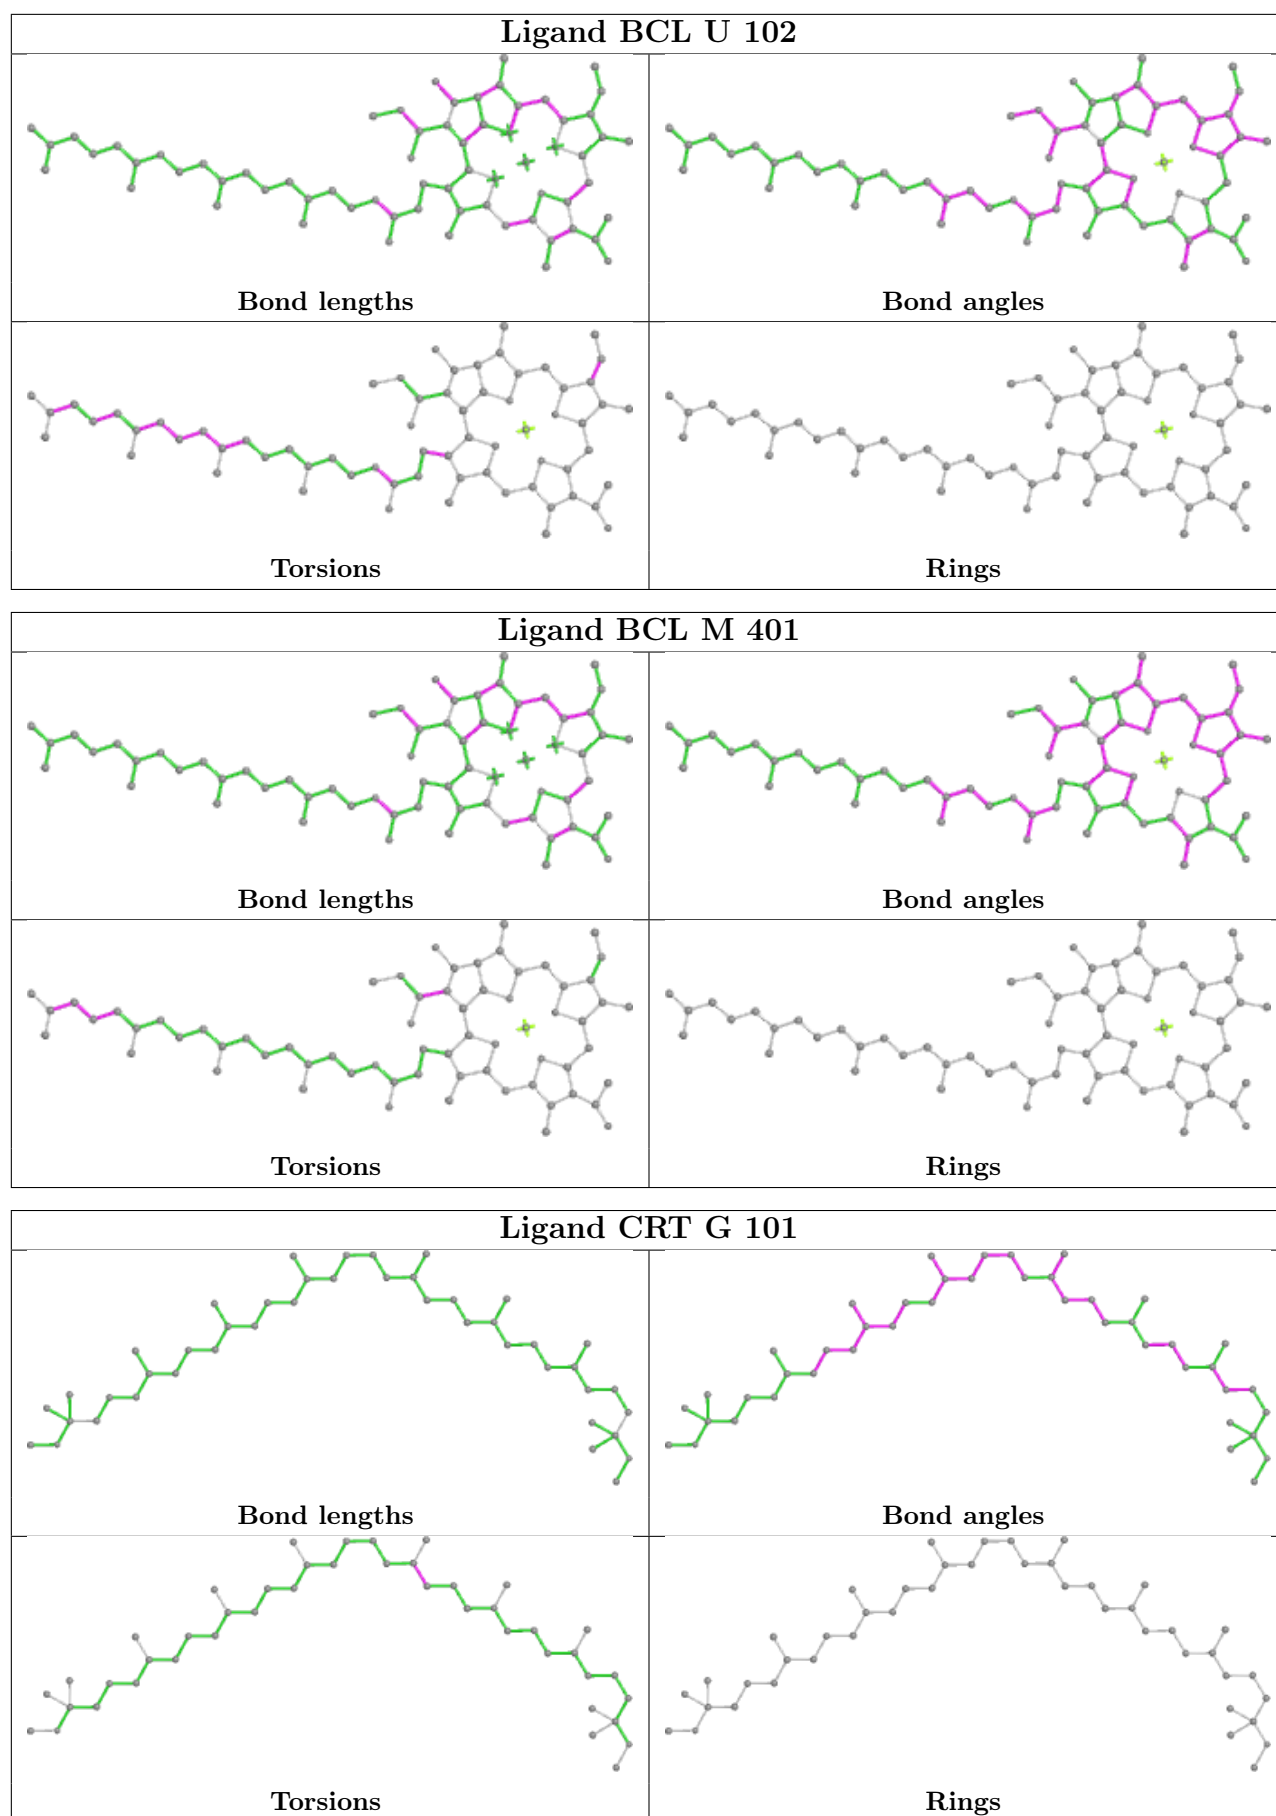 Ligand BCL U 102
Bond lengths
Bond angles
Torsions
Rings
Ligand BCL M 401
Bond lengths
Bond angles
Torsions
Rings
Ligand CRT G 101
Bond lengths
Bond angles
Torsions
Rings